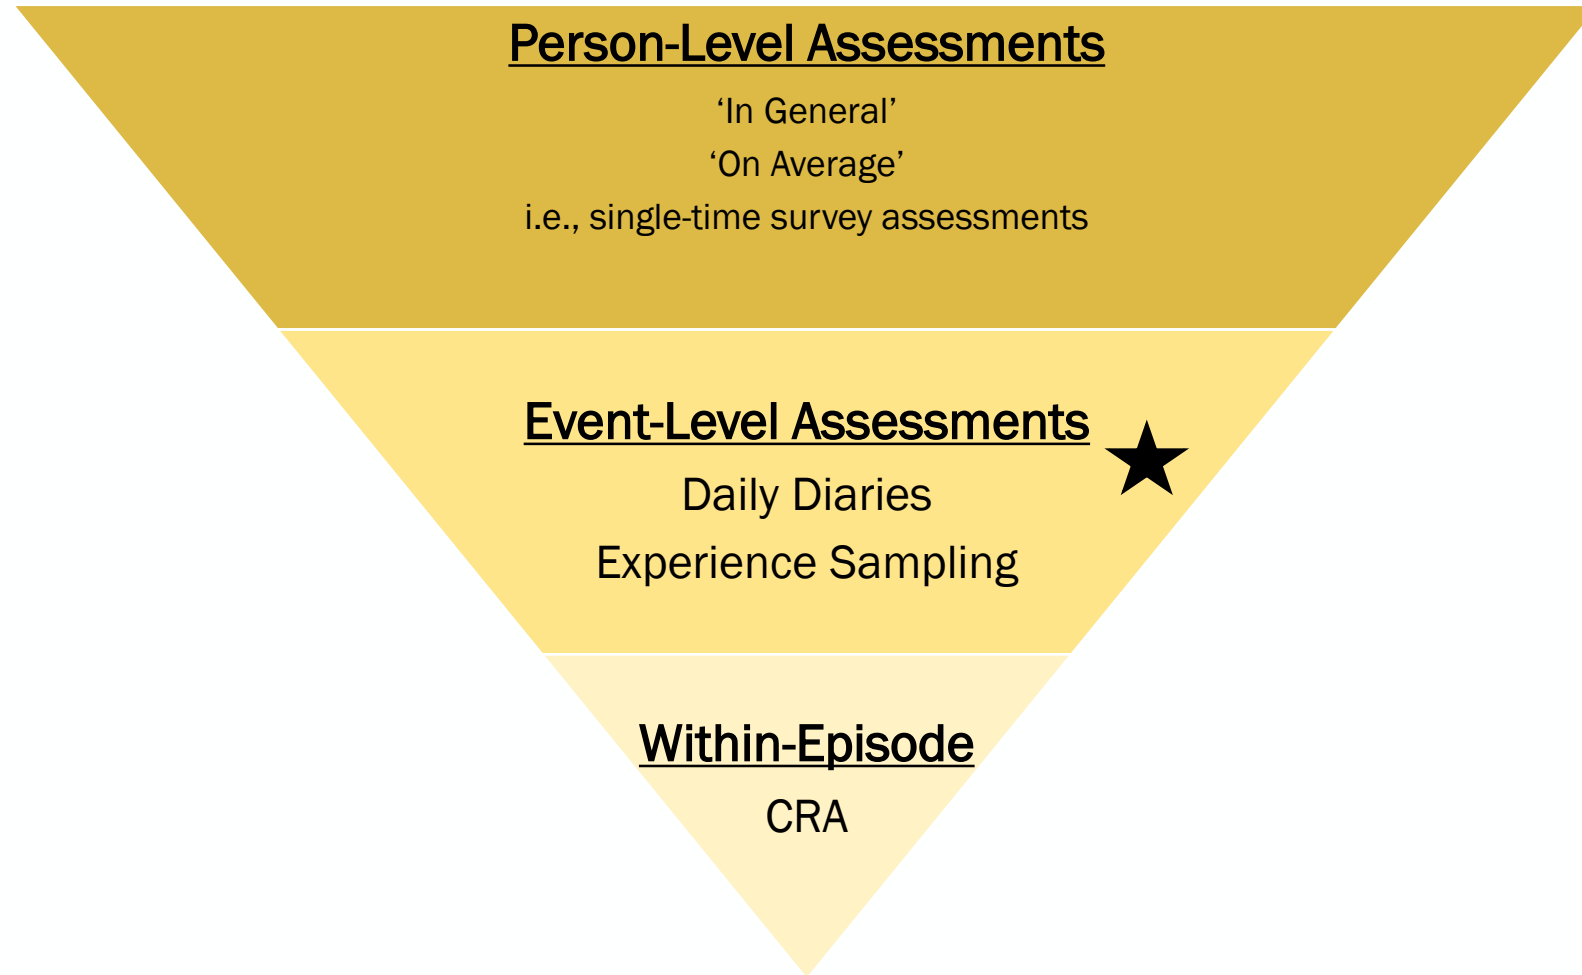 Person-Level Assessments
‘In General’
‘On Average’
i.e., single-time survey assessments
Event-Level Assessments
Daily Diaries
Experience Sampling
Within-Episode
CRA